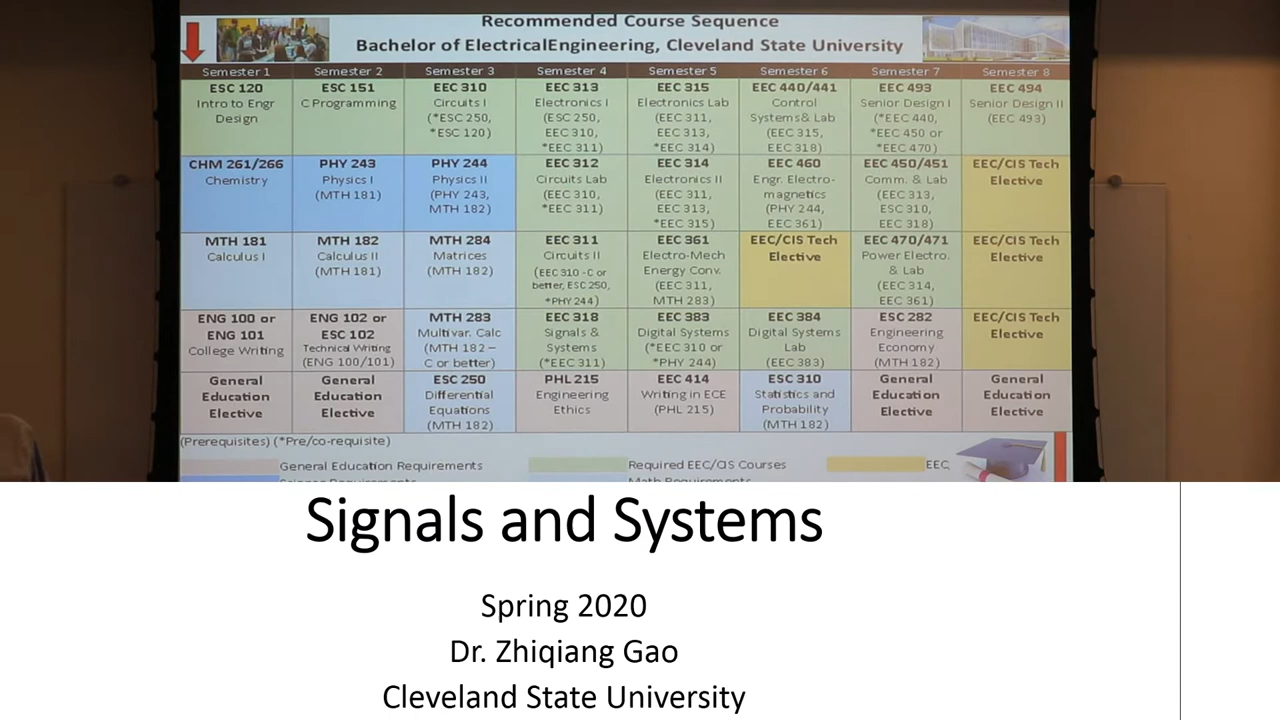 Recommended Course Sequence
Bachelor of ElectricalEngineering, Cleveland State University
Semester 1
Semester 2
Semester 3
Semester 4
Semester 5
Semester 6
Semester 7
Semester 8
ESC 120
Intro to Engr
Design
ESC 151
C Programming
EEC 310
Circuits I
(*ESC 250,
*ESC 120)
EEC 313
Electronics I
(ESC 250,
EEC 310,
*EEC 311)
EEC 315
Electronics Lab
(EEC 311,
EEC 313,
*EEC 314)
EEC 440/441
Control
Systems& Lab
(EEC 315,
EEC 318)
EEC 493
Senior Design I
(*EEC 440,
*EEC 450 or
*EEC 470)
EEC 494
Senior Design II
(EEC 493)
CHM 261/266
Chemistry
PHY 243
Physics I
(MTH 181)
PHY 244
Physics II
(PHY 243,
MTH 182)
EEC 312
Circuits Lab
(EEC 310,
*EEC 311)
EEC 314
Electronics II
(EEC 311,
EEC 313,
*EEC 315)
EEC 460
Engr. Electro-
magnetics
(PHY 244,
EEC 361)
EEC 450/451
Comm. & Lab
(EEC 313,
ESC 310,
EEC 318)
EEC/CIS Tech
Elective
MTH 181
Calculus I
MTH 182
Calculus II
(MTH 181)
MTH 284
Matrices
(MTH 182)
EEC 311
Circuits II
(EEC 310 -C or
better, ESC 250,
*PHY 244)
EEC 361
Electro-Mech
Energy Conv.
(EEC 311,
MTH 283)
EEC/CIS Tech
Elective
EEC 470/471
Power Electro.
& Lab
(EEC 314,
EEC 361)
EEC/CIS Tech
Elective
ENG 100 or
ENG 101
College Writing
ENG 102 or
ESC 102
Technical Writing
(ENG 100/101)
MTH 283
Multivar. Calc
(MTH 182 –
C or better)
EEC 318
Signals &
Systems
(*EEC 311)
EEC 383
Digital Systems
(*EEC 310 or
*PHY 244)
EEC 384
Digital Systems
Lab
(EEC 383)
ESC 282
Engineering
Economy
(MTH 182)
EEC/CIS Tech
Elective
General
Education
Elective
General
Education
Elective
ESC 250
Differential
Equations
(MTH 182)
PHL 215
Engineering
Ethics
EEC 414
Writing in ECE
(PHL 215)
ESC 310
Statistics and
Probability
(MTH 182)
General
Education
Elective
General
Education
Elective
(Prerequisites) (*Pre/co-requisite)
General Education Requirements
Required EEC/CIS Courses
EEC
Science Requirements
Math Requirements
Signals and Systems
Spring 2020
Dr. Zhiqiang Gao
Cleveland State University